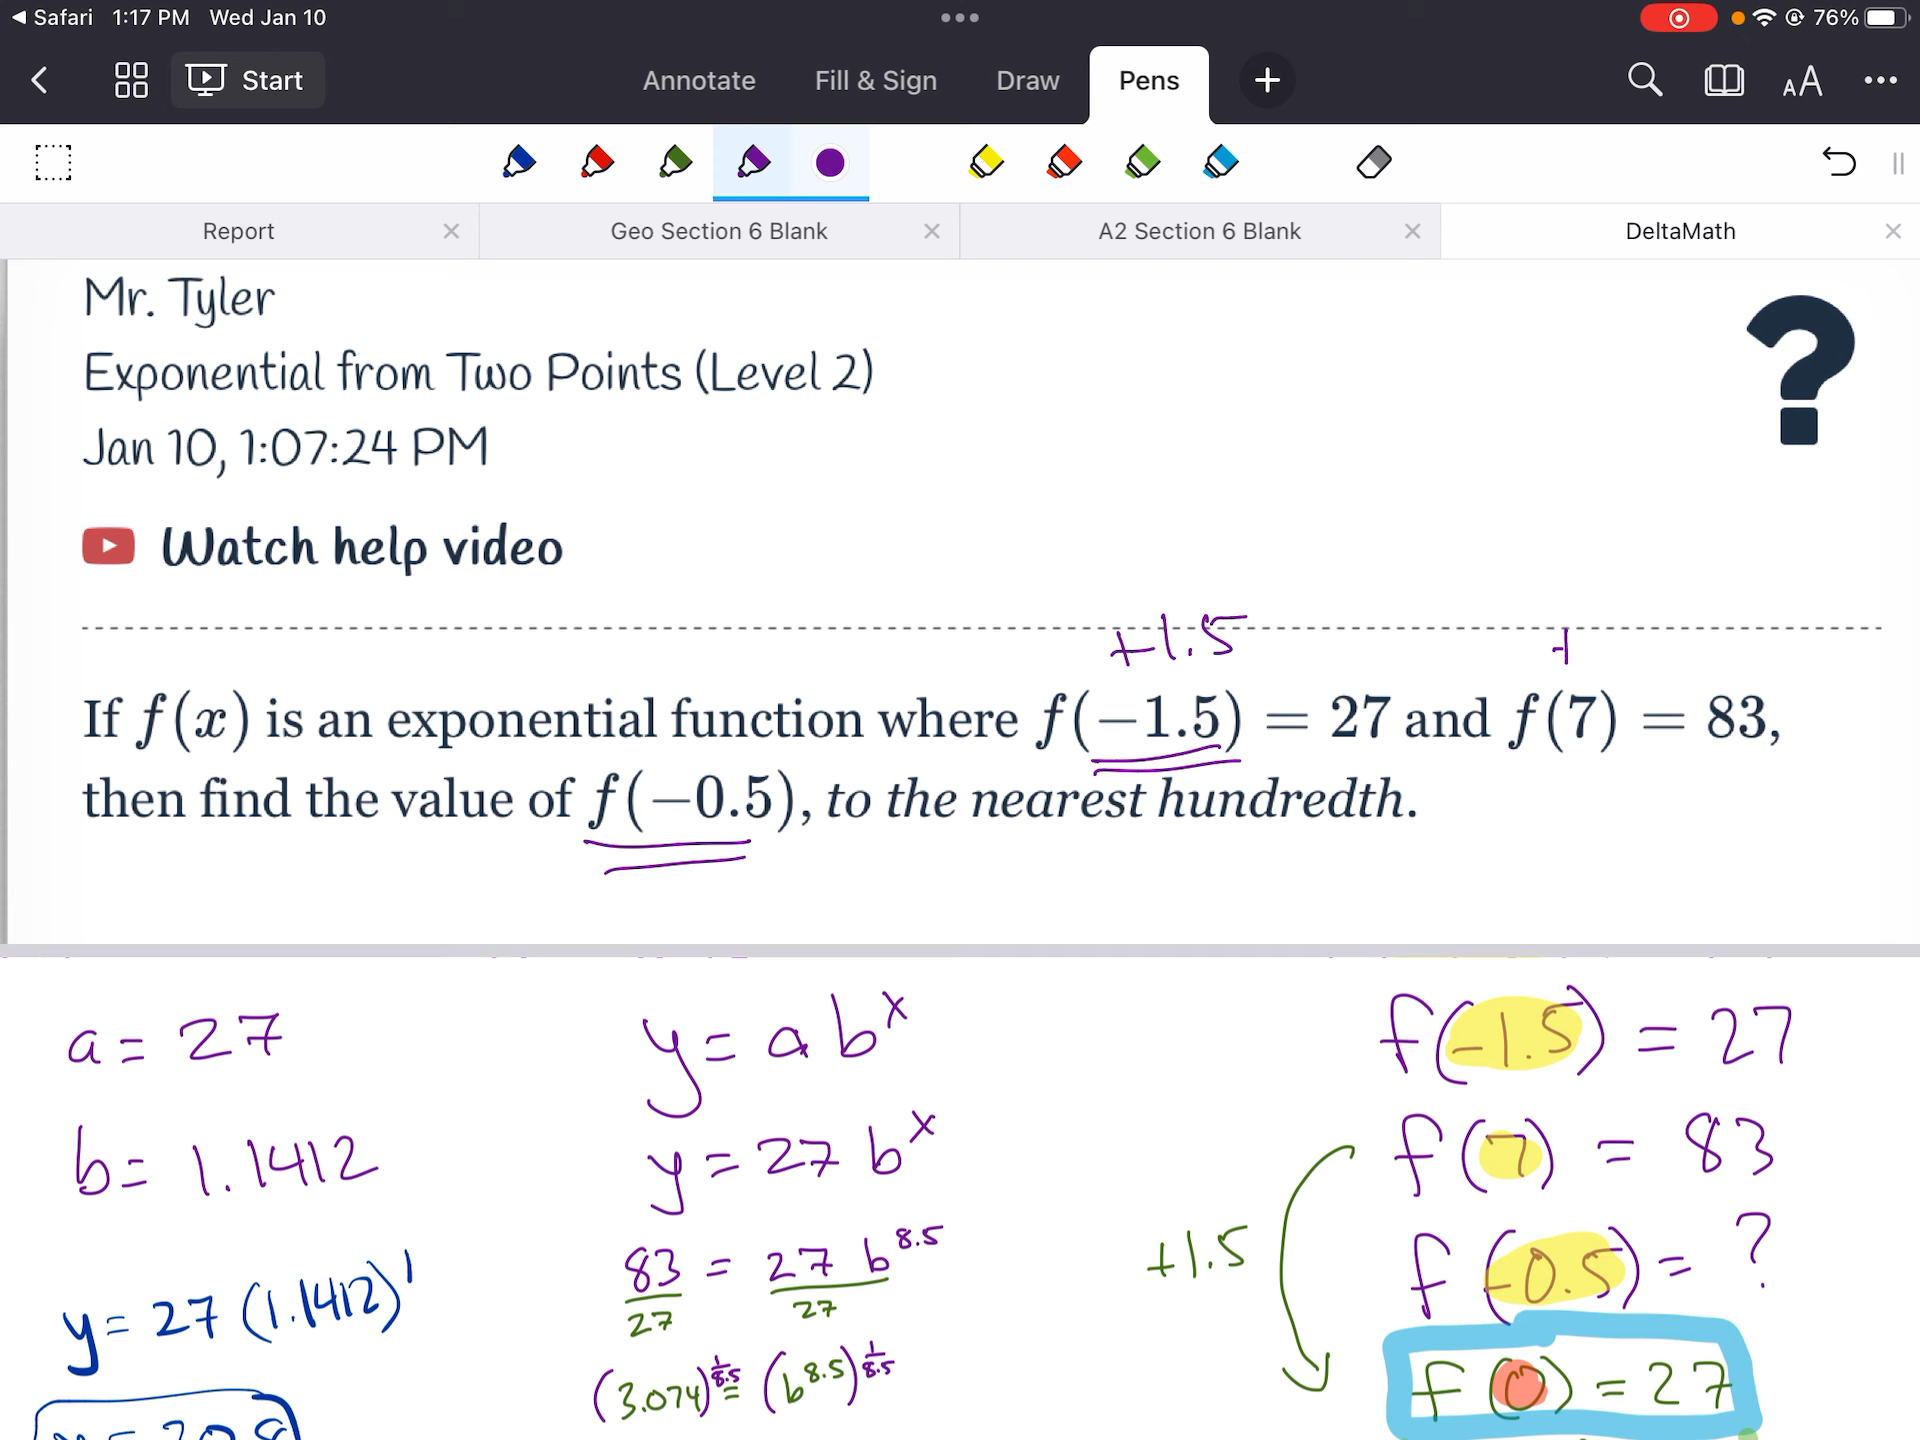 Safari 1:17 PM Wed Jan 10 76%
Start Annotate Fill & Sign Draw Pens + AA
Report Geo Section 6 Blank A2 Section 6 Blank DeltaMath
Mr. Tyler
Exponential from Two Points (Level 2)
Jan 10, 1:07:24 PM
?
Watch help video
+1.5
If f(x) is an exponential function where f(−1.5) = 27 and f(7) = 83,
then find the value of f(−0.5), to the nearest hundredth.
a = 27
b = 1.1412
y = 27 (1.1412)^1
y = ab^x
y = 27 b^x
83/27 = 27 b^8.5/27
(3.074)^1/8.5 = (b^8.5)^1/8.5
f(-1.5) = 27
f(7) = 83
+1.5
f(-0.5) = ?
f(0) = 27